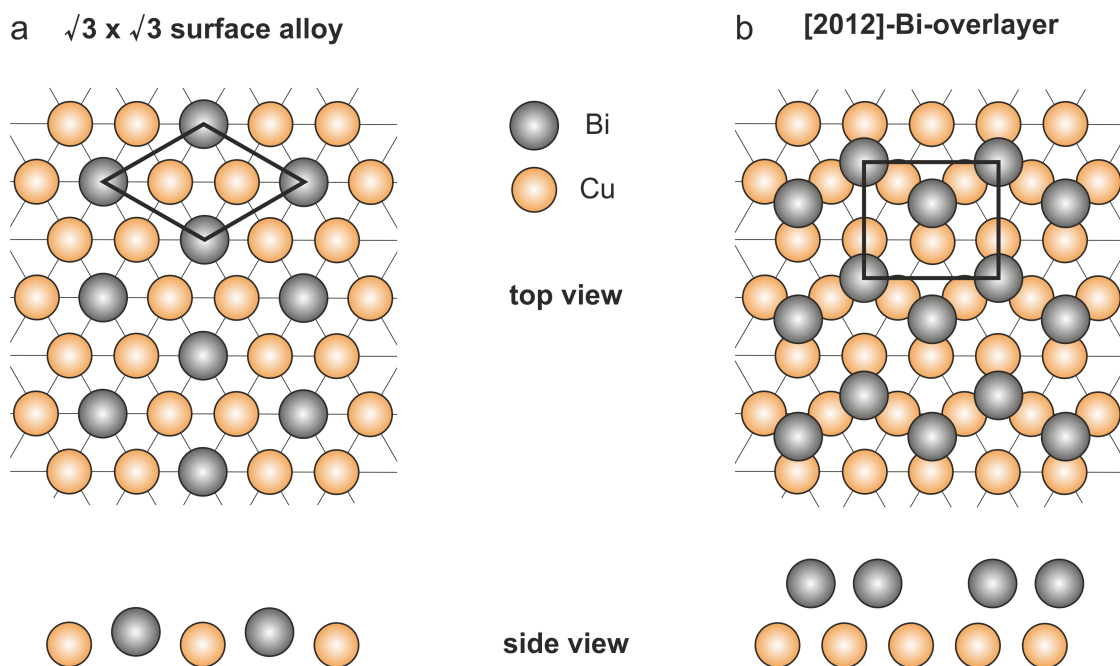 a √3 x √3 surface alloy
b [2012]-Bi-overlayer
Bi
Cu
top view
side view